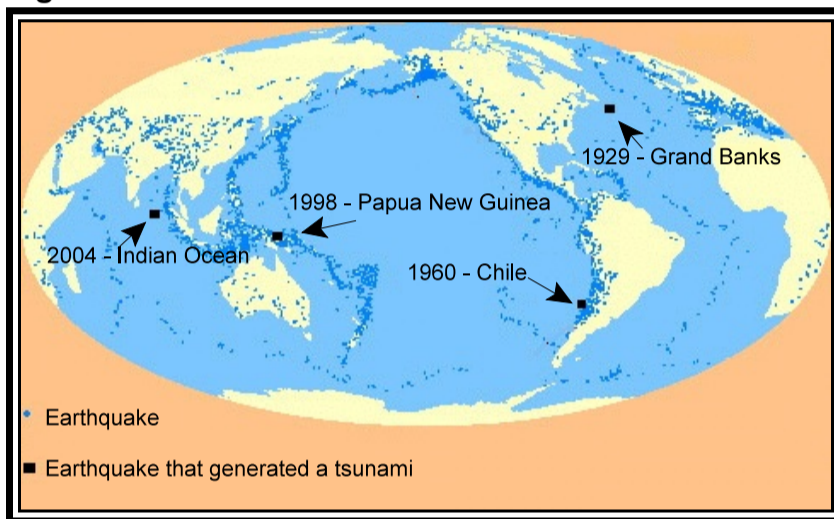 1929 - Grand Banks
1998 - Papua New Guinea
2004 - Indian Ocean
1960 - Chile
Earthquake
Earthquake that generated a tsunami